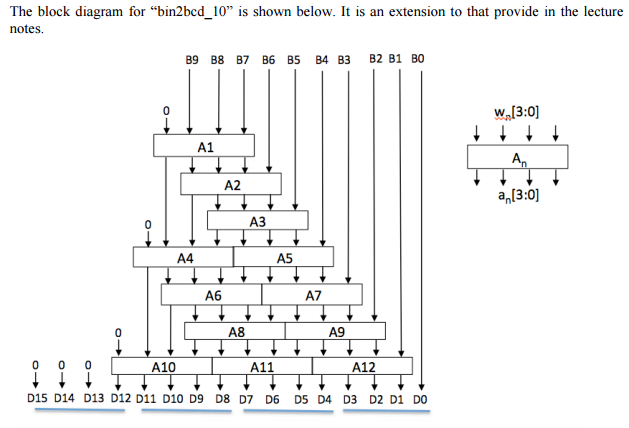 The block diagram for “bin2bcd_10” is shown below. It is an extension to that provide in the lecture
notes.
B9 B8 B7 B6 B5 B4 B3 B2 B1 B0
0
wn[3:0]
A1
An
A2
an[3:0]
0
A3
A4 A5
A6 A7
0
A8 A9
0 0 0
A10 A11 A12
D15 D14 D13 D12 D11 D10 D9 D8 D7 D6 D5 D4 D3 D2 D1 D0